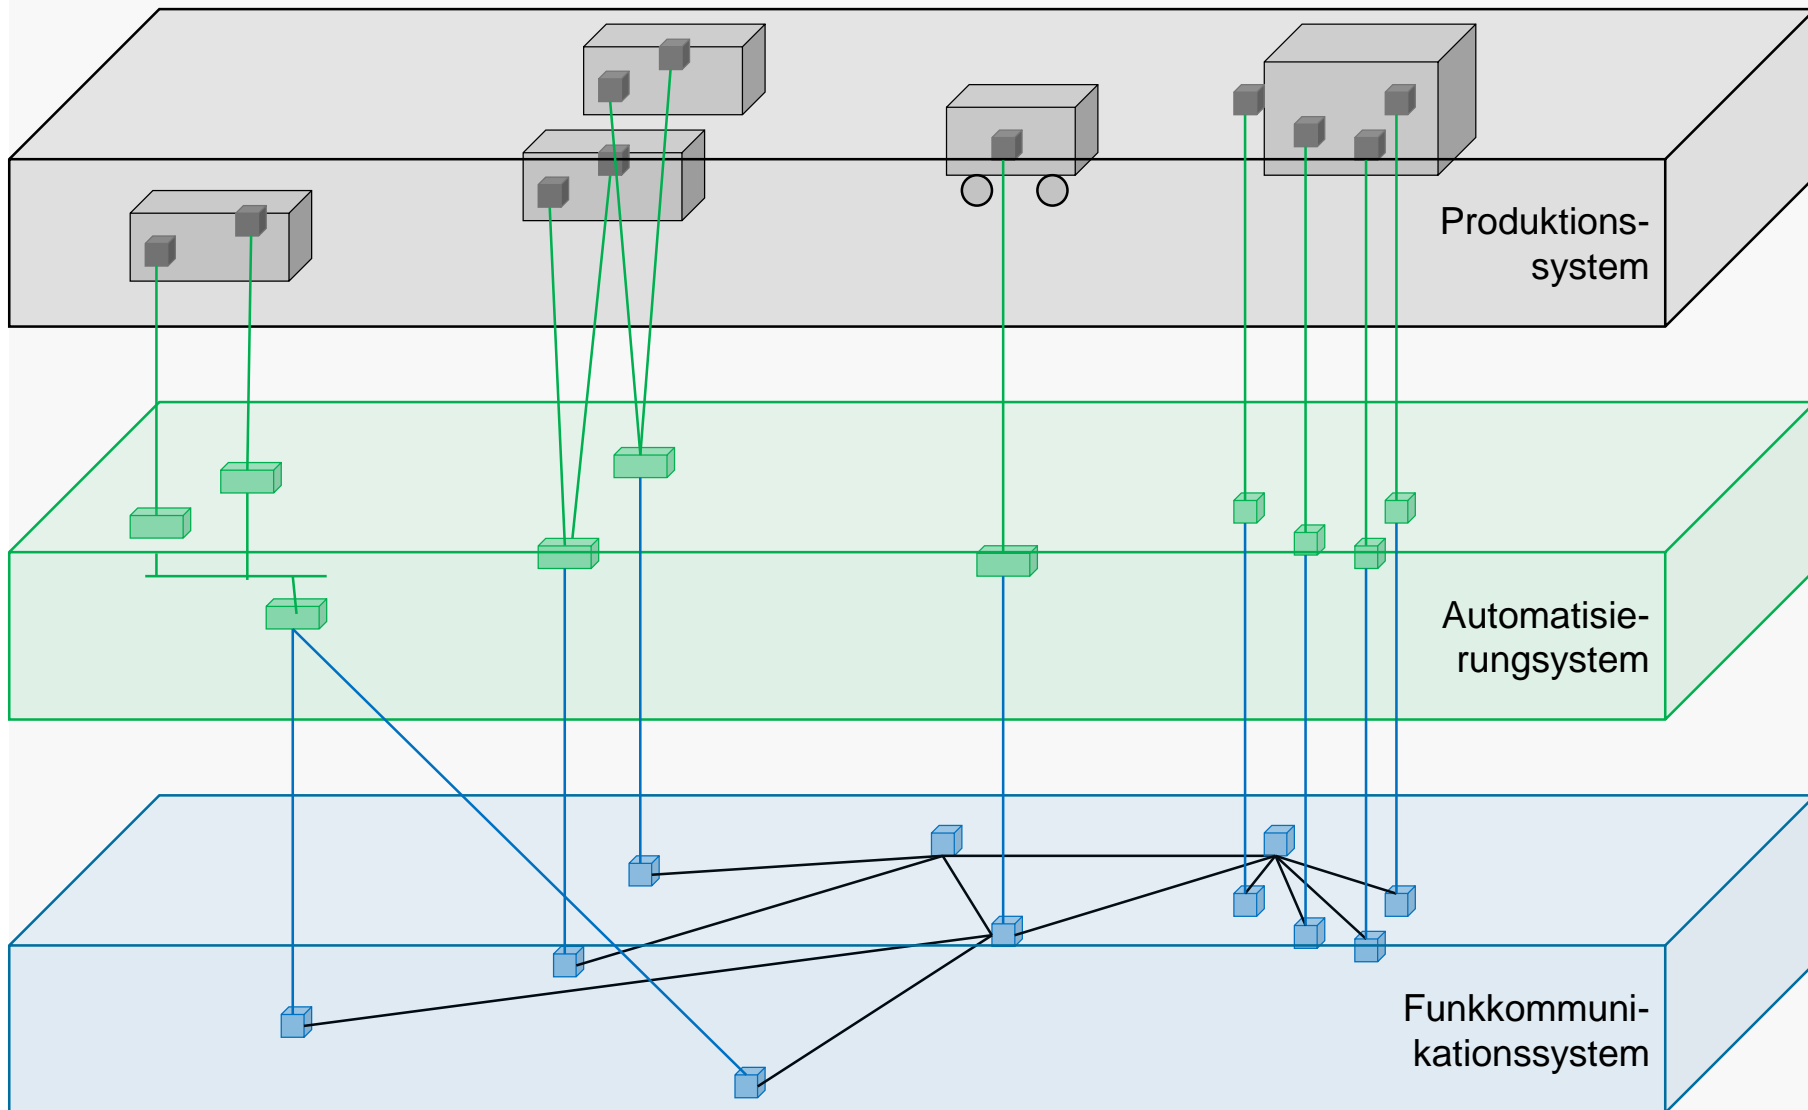 Produktions-
system
Automatisie-
rungsystem
Funkkommuni-
kationssystem